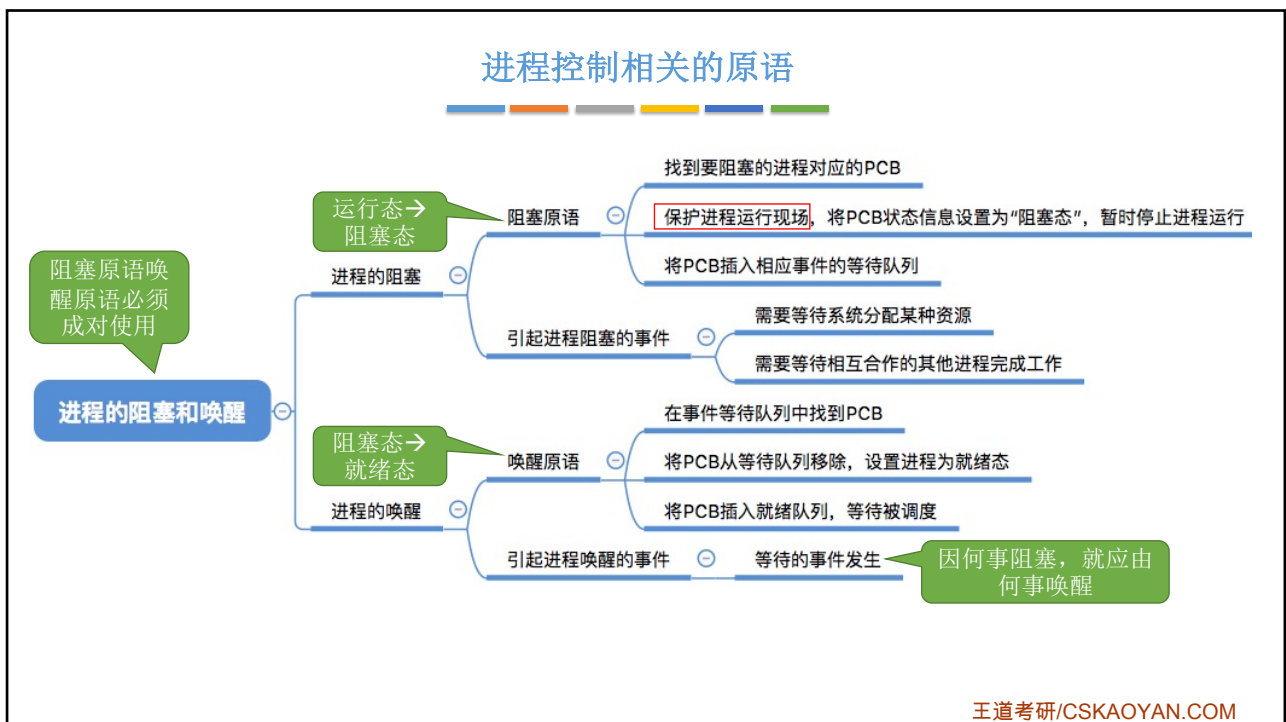 进程控制相关的原语
找到要阻塞的进程对应的PCB
运行态→
阻塞态
阻塞原语
保护进程运行现场，将PCB状态信息设置为“阻塞态”，暂时停止进程运行
将PCB插入相应事件的等待队列
阻塞原语唤
醒原语必须
成对使用
进程的阻塞
引起进程阻塞的事件
需要等待系统分配某种资源
需要等待相互合作的其他进程完成工作
进程的阻塞和唤醒
在事件等待队列中找到PCB
阻塞态→
就绪态
唤醒原语
将PCB从等待队列移除，设置进程为就绪态
将PCB插入就绪队列，等待被调度
进程的唤醒
引起进程唤醒的事件
等待的事件发生
因何事阻塞，就应由
何事唤醒
王道考研/CSKAOYAN.COM